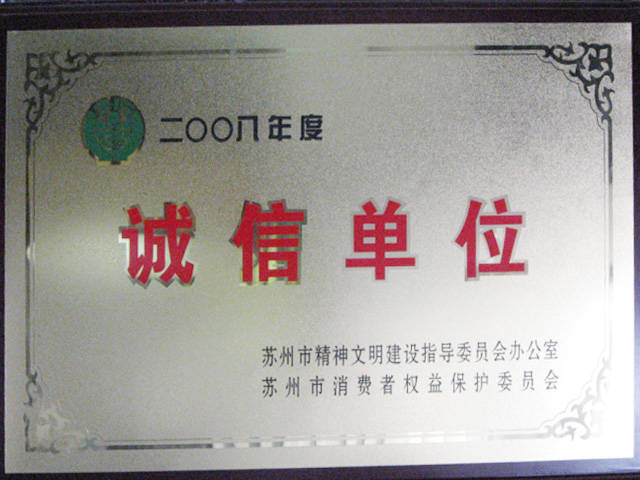 二〇〇八年度
诚信单位
苏州市精神文明建设指导委员会办公室
苏州市消费者权益保护委员会